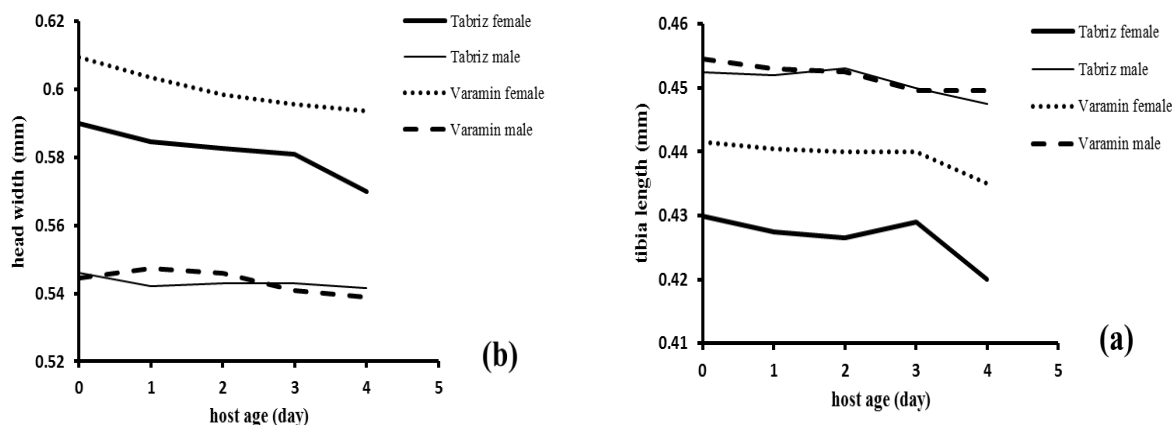 0.62
0.6
0.58
0.56
0.54
0.52
head width (mm)
0
1
2
3
4
5
host age (day)
Tabriz female
Tabriz male
Varamin female
Varamin male
(b)
0.46
0.45
0.44
0.43
0.42
0.41
tibia length (mm)
0
1
2
3
4
5
host age (day)
Tabriz female
Tabriz male
Varamin female
Varamin male
(a)